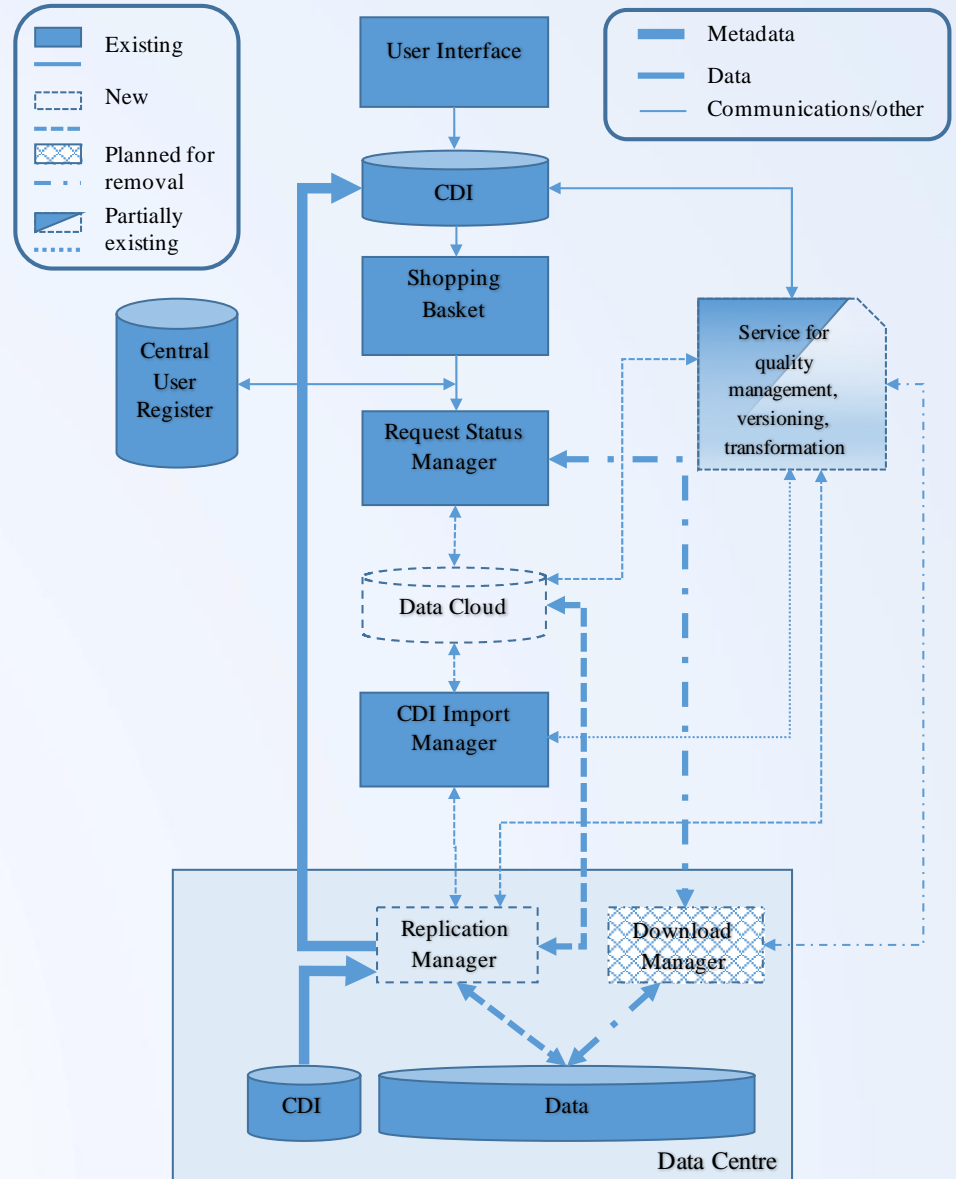 Existing
New
Planned for
removal
Partially
existing
Metadata
Data
Communications/other
User Interface
CDI
Shopping
Basket
Central
User
Register
Service for
quality
management,
versioning,
transformation
Request Status
Manager
Data Cloud
CDI Import
Manager
Replication
Manager
Download
Manager
CDI
Data
Data Centre